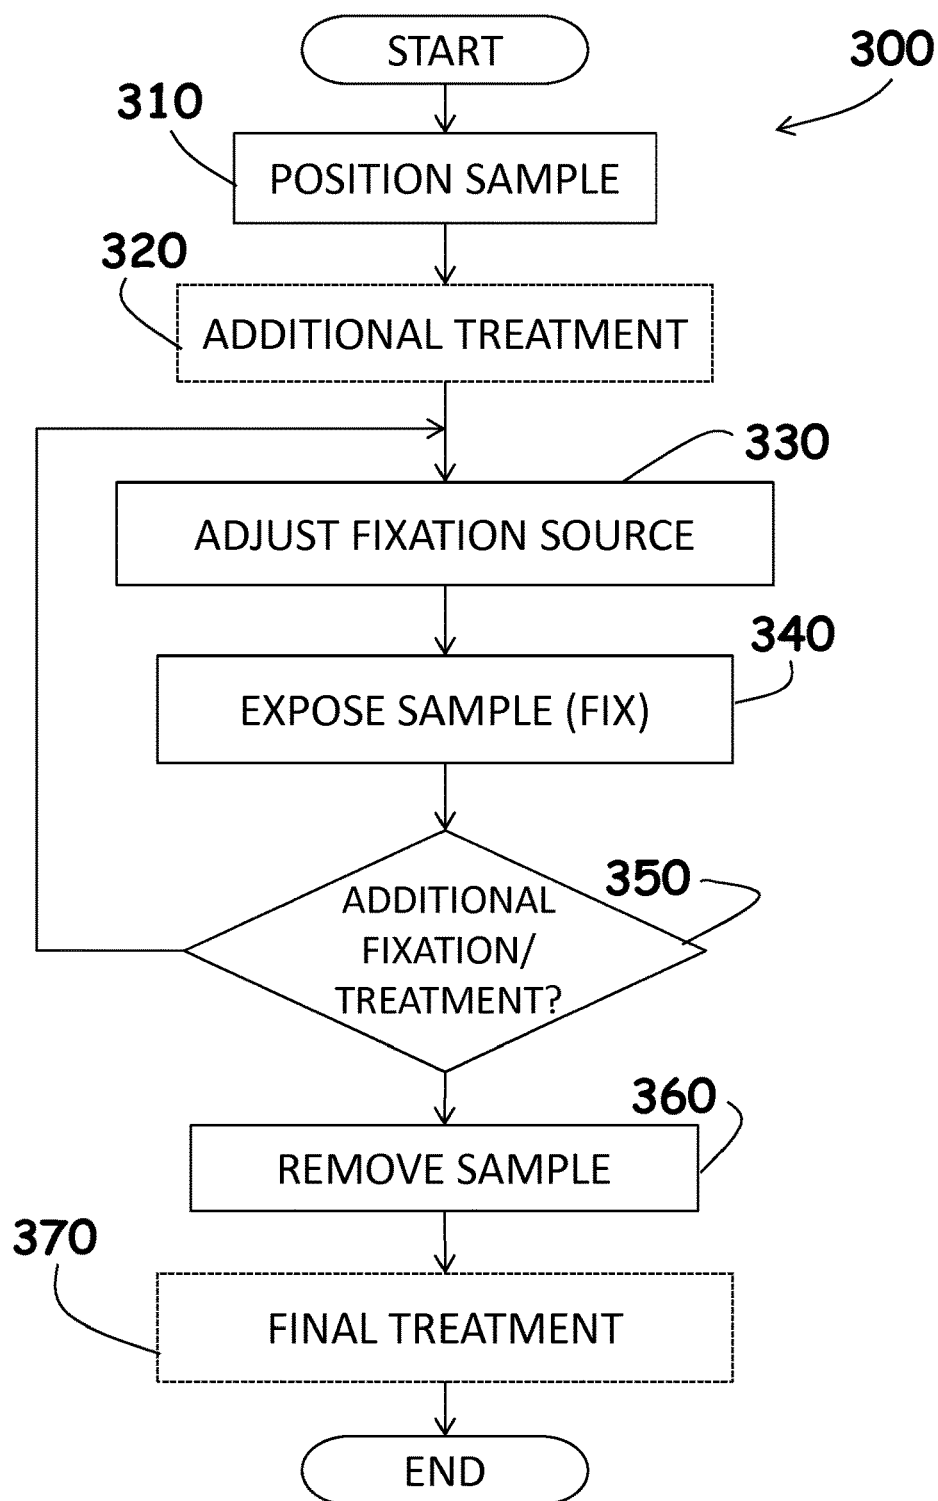 START
300
310
POSITION SAMPLE
320
ADDITIONAL TREATMENT
330
ADJUST FIXATION SOURCE
340
EXPOSE SAMPLE (FIX)
350
ADDITIONAL
FIXATION/
TREATMENT?
360
REMOVE SAMPLE
370
FINAL TREATMENT
END